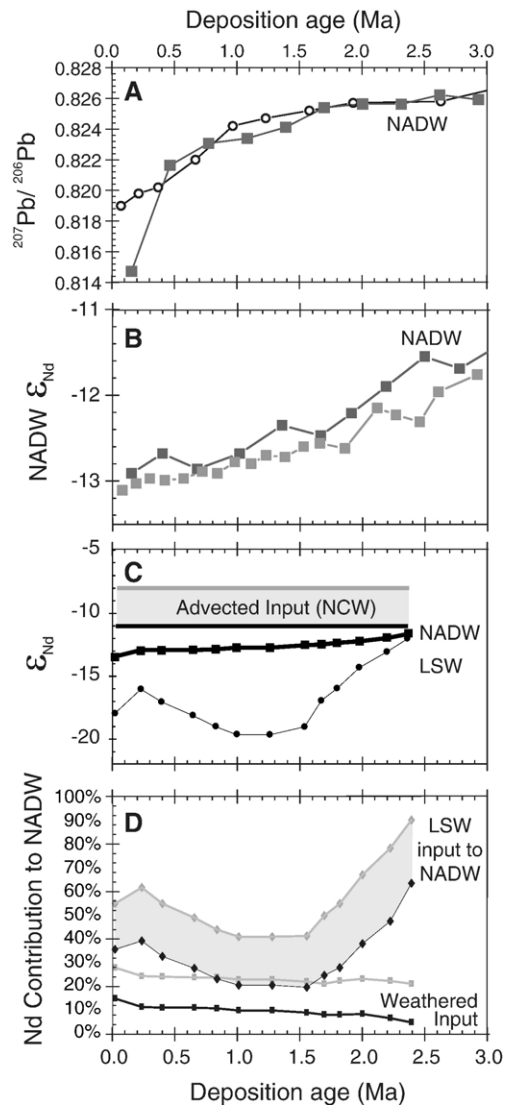 Deposition age (Ma)
0.0 0.5 1.0 1.5 2.0 2.5 3.0
A
0.828
0.826
0.824
0.822
0.820
0.818
0.816
0.814
207Pb/ 206Pb
NADW
B
-11
-12
-13
NADW εNd
NADW
C
-5
-10
-15
-20
εNd
Advected Input (NCW)
NADW
LSW
D
100%
90%
80%
70%
60%
50%
40%
30%
20%
10%
0%
Nd Contribution to NADW
LSW
input to
NADW
Weathered
Input
0.0 0.5 1.0 1.5 2.0 2.5 3.0
Deposition age (Ma)